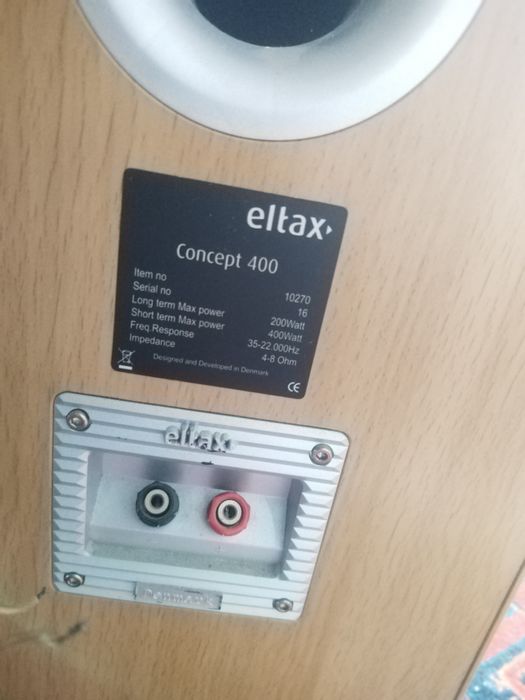 eltax
Concept 400
Item no 10270
Serial no 16
Long term Max power 200Watt
Short term Max power 400Watt
Freq.Response 35-22.000Hz
Impedance 4-8 Ohm
Designed and Developed in Denmark
CE
eltax
Denmark